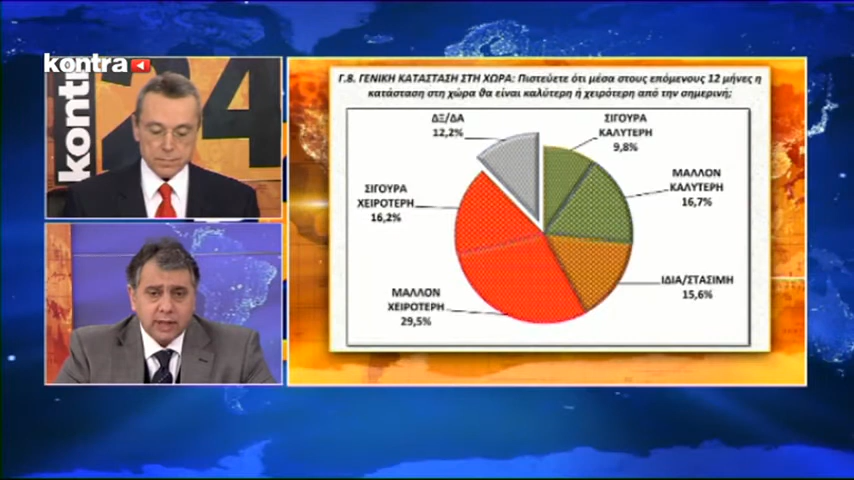 kontra
kontra
24
Γ.8. ΓΕΝΙΚΗ ΚΑΤΑΣΤΑΣΗ ΣΤΗ ΧΩΡΑ: Πιστεύετε ότι μέσα στους επόμενους 12 μήνες η
κατάσταση στη χώρα θα είναι καλύτερη ή χειρότερη από την σημερινή;
ΔΞ/ΔΑ
12,2%
ΣΙΓΟΥΡΑ
ΚΑΛΥΤΕΡΗ
9,8%
ΜΑΛΛΟΝ
ΚΑΛΥΤΕΡΗ
16,7%
ΣΙΓΟΥΡΑ
ΧΕΙΡΟΤΕΡΗ
16,2%
ΙΔΙΑ/ΣΤΑΣΙΜΗ
15,6%
ΜΑΛΛΟΝ
ΧΕΙΡΟΤΕΡΗ
29,5%